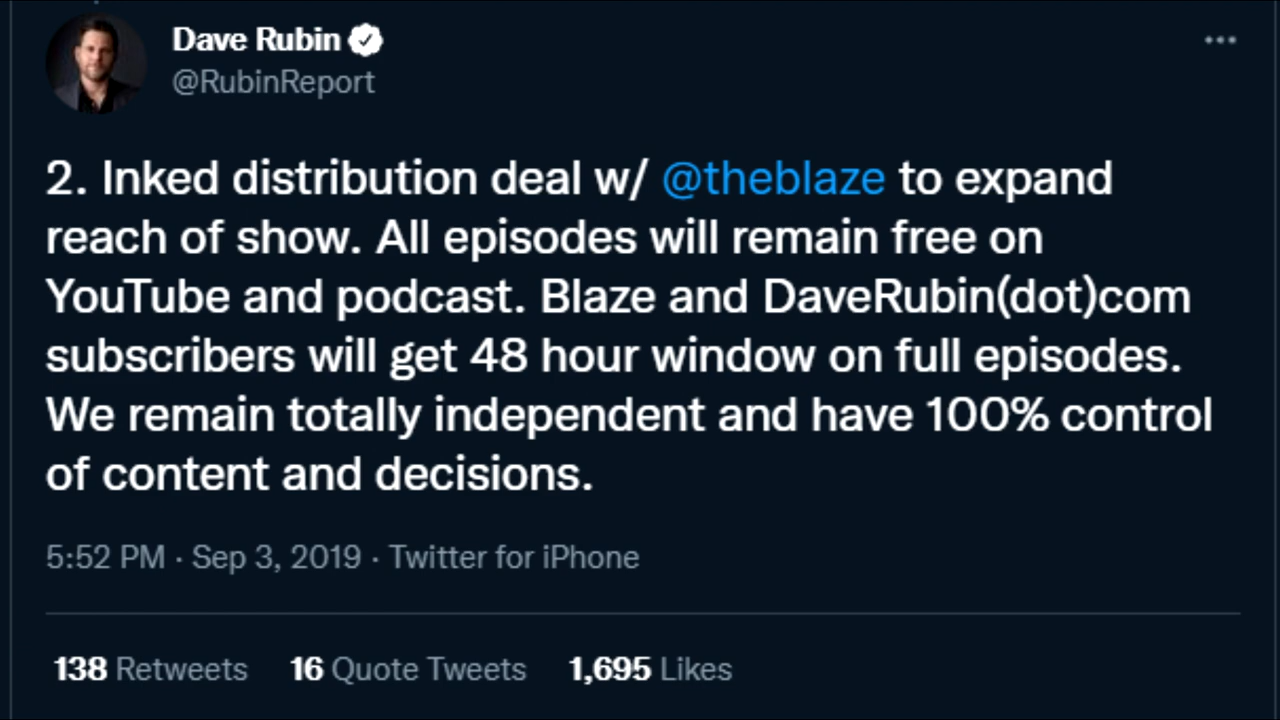 Dave Rubin
@RubinReport
2. Inked distribution deal w/ @theblaze to expand
reach of show. All episodes will remain free on
YouTube and podcast. Blaze and DaveRubin(dot)com
subscribers will get 48 hour window on full episodes.
We remain totally independent and have 100% control
of content and decisions.
5:52 PM · Sep 3, 2019 · Twitter for iPhone
138 Retweets 16 Quote Tweets 1,695 Likes